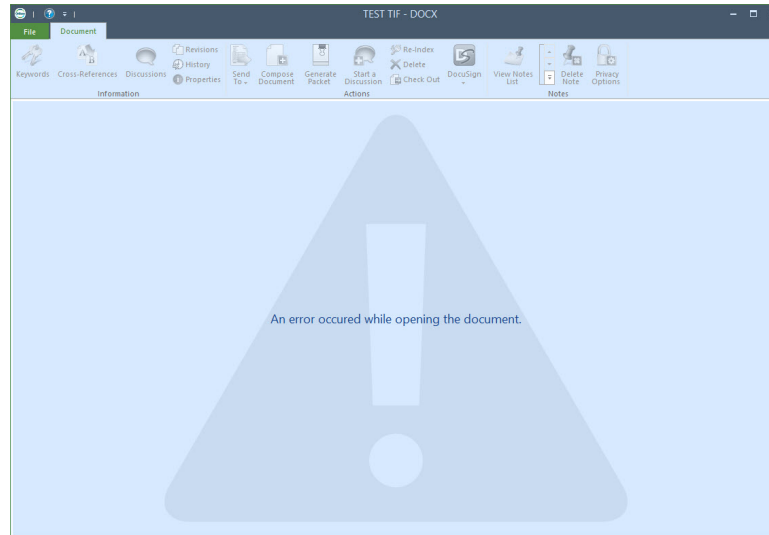 TEST TIF - DOCX
File Document
Keywords Cross-References Discussions Revisions History Properties
Information
Send To Compose Document Generate Packet Start a Discussion Re-Index Delete Check Out DocuSign
Actions
View Notes List Delete Note Privacy Options
Notes
An error occured while opening the document.